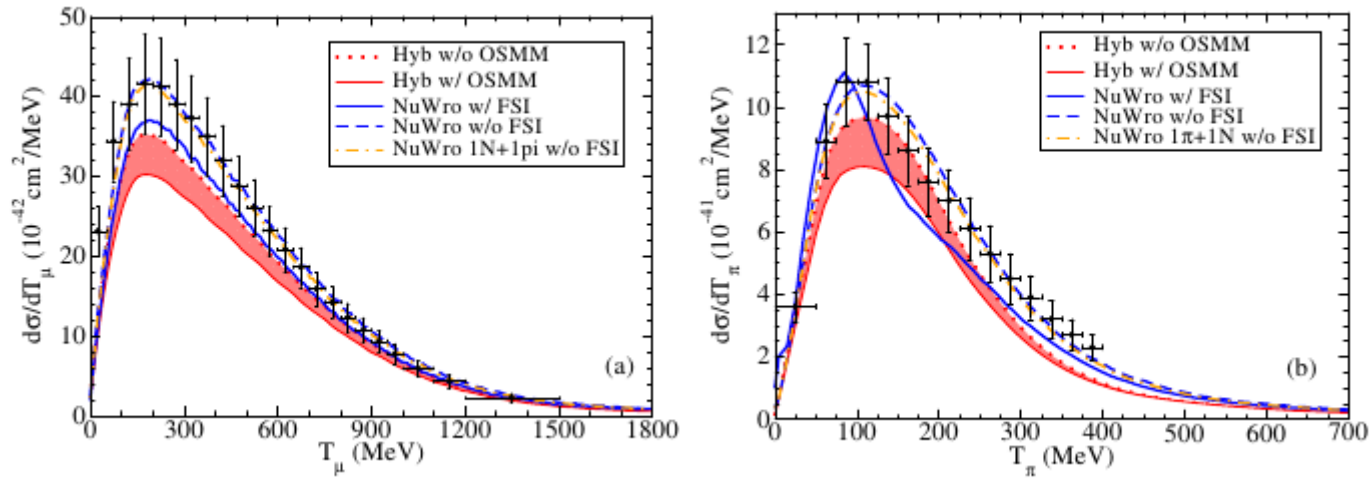 50
40
30
20
10
0
dσ/dT_μ (10^-42 cm^2/MeV)
Hyb w/o OSMM
Hyb w/ OSMM
NuWro w/ FSI
NuWro w/o FSI
NuWro 1N+1pi w/o FSI
(a)
0 300 600 900 1200 1500 1800
T_μ (MeV)
12
10
8
6
4
2
0
dσ/dT_π (10^-41 cm^2/MeV)
Hyb w/o OSMM
Hyb w/ OSMM
NuWro w/ FSI
NuWro w/o FSI
NuWro 1π+1N w/o FSI
(b)
0 100 200 300 400 500 600 700
T_π (MeV)